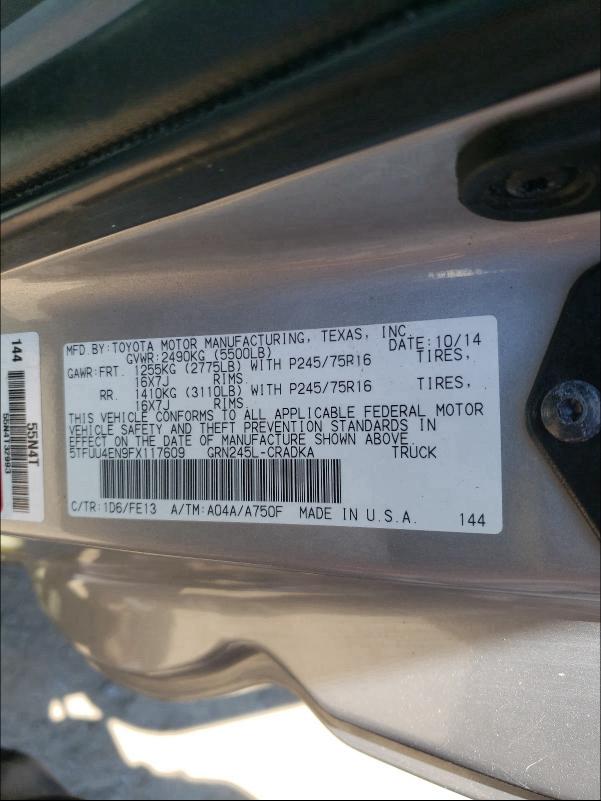 MFD.BY:TOYOTA MOTOR MANUFACTURING, TEXAS, INC. DATE:10/14
GVWR:2490KG (5500LB)
GAWR:FRT. 1255KG (2775LB) WITH P245/75R16 TIRES,
16X7J RIMS
RR. 1410KG (3110LB) WITH P245/75R16 TIRES,
16X7J RIMS
THIS VEHICLE CONFORMS TO ALL APPLICABLE FEDERAL MOTOR
VEHICLE SAFETY AND THEFT PREVENTION STANDARDS IN
EFFECT ON THE DATE OF MANUFACTURE SHOWN ABOVE.
5TFUU4EN9FX117609 GRN245L-CRADKA TRUCK
C/TR:1D6/FE13 A/TM:A04A/A750F MADE IN U.S.A. 144
144
55N4T
55N4T32993